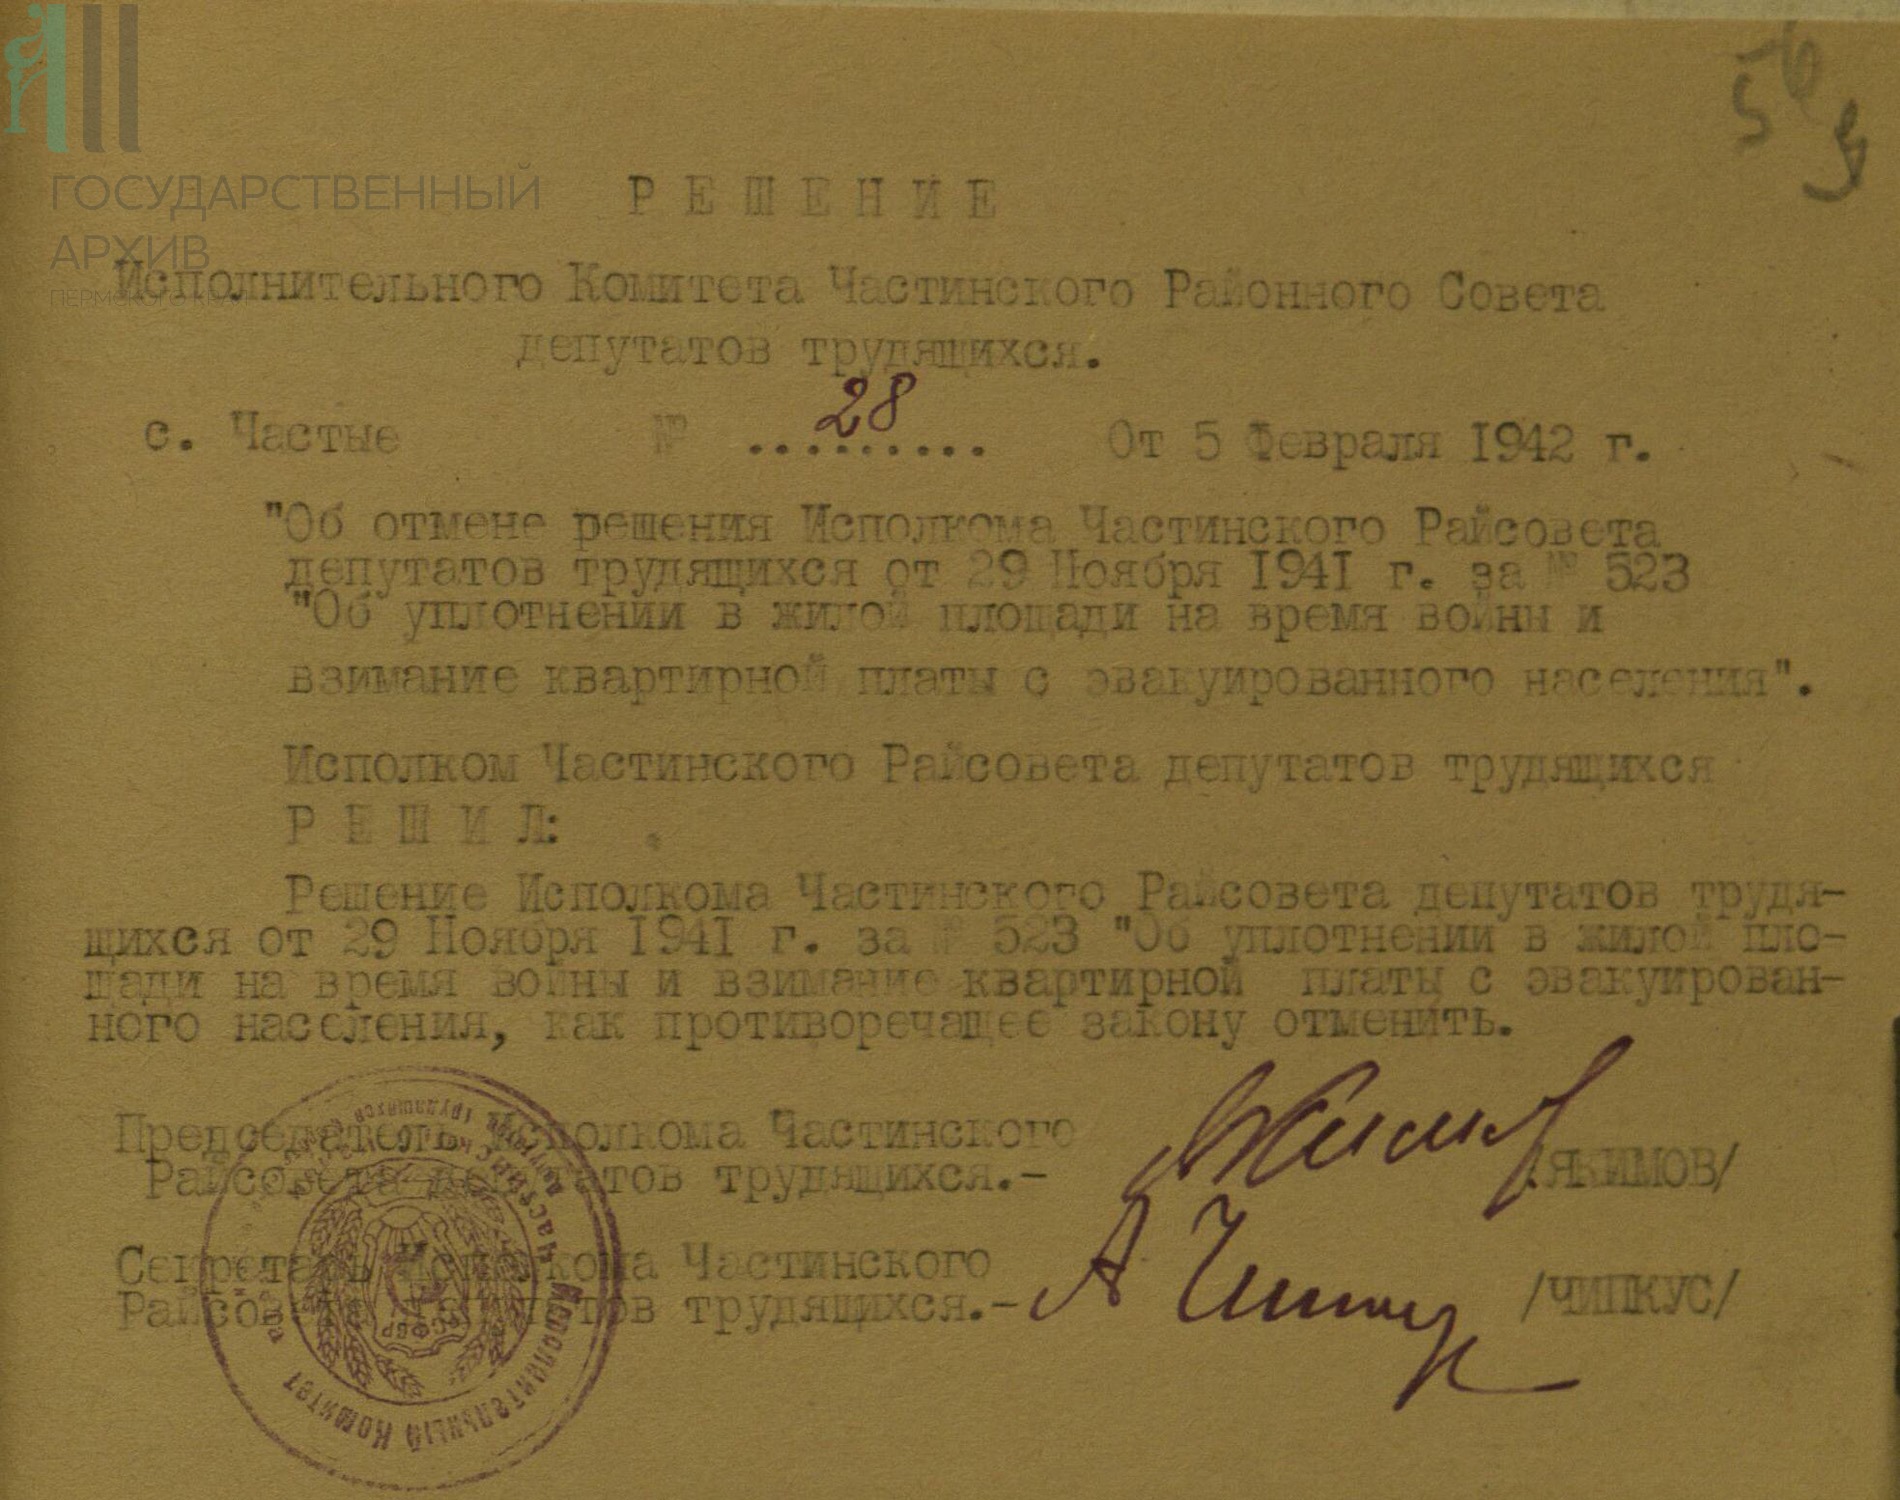 56
ГОСУДАРСТВЕННЫЙ
АРХИВ
ПЕРМСКОГО КРАЯ
Р Е Ш Е Н И Е
Исполнительного Комитета Частинского Районного Совета
депутатов трудящихся.
с. Частые № ......... 28 От 5 Февраля 1942 г.
"Об отмене решения Исполкома Частинского Райсовета
депутатов трудящихся от 29 Ноября 1941 г. за № 523
"Об уплотнении в жилой площади на время войны и
взимание квартирной платы с эвакуированного населения".
Исполком Частинского Райсовета депутатов трудящихся
Р Е Ш И Л:
Решение Исполкома Частинского Райсовета депутатов трудя-
щихся от 29 Ноября 1941 г. за № 523 "Об уплотнении в жилой пло-
щади на время войны и взимание квартирной платы с эвакуирован-
ного населения, как противоречащее закону отменить.
Председатель Исполкома Частинского
Райсовета депутатов трудящихся.- /ЯКИМОВ/
Секретарь Исполкома Частинского
Райсовета депутатов трудящихся.- А Чипкус /ЧИПКУС/
Исполнительный Комитет
РСФСР